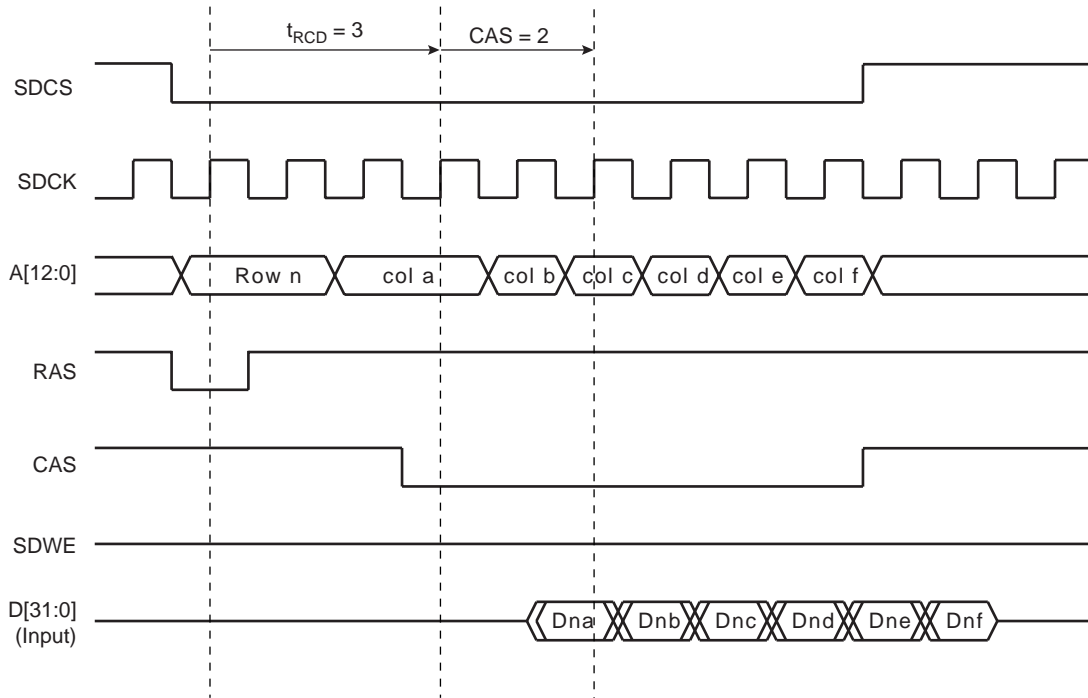 tRCD = 3 CAS = 2
SDCS
SDCK
A[12:0] Row n col a col b col c col d col e col f
RAS
CAS
SDWE
D[31:0]
(Input) Dna Dnb Dnc Dnd Dne Dnf